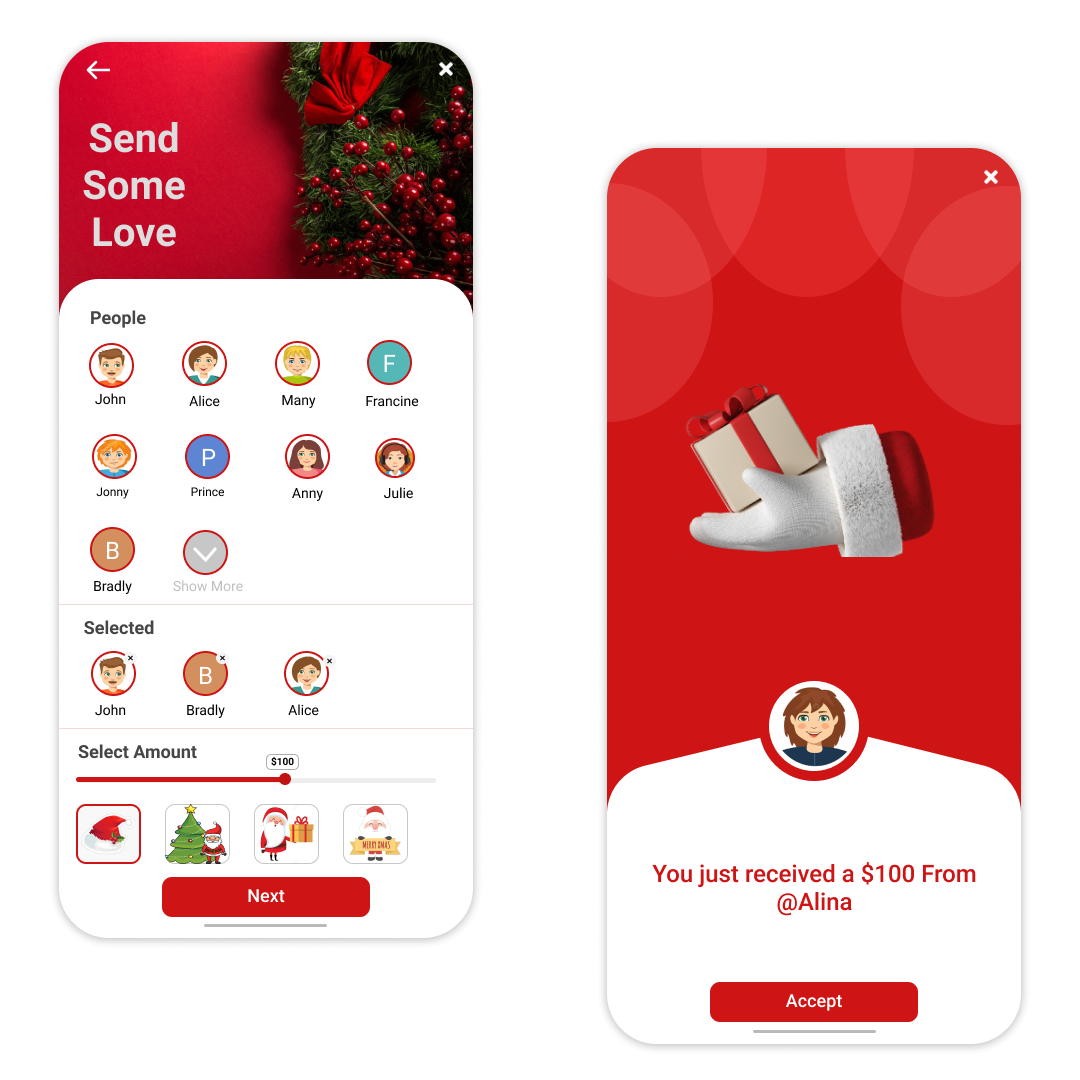 Send
Some
Love
People
John
Alice
Many
F
Francine
Jonny
P
Prince
Anny
Julie
B
Bradly
Show More
Selected
John
B
Bradly
Alice
Select Amount
$100
MERRY XMAS
Next
You just received a $100 From
@Alina
Accept